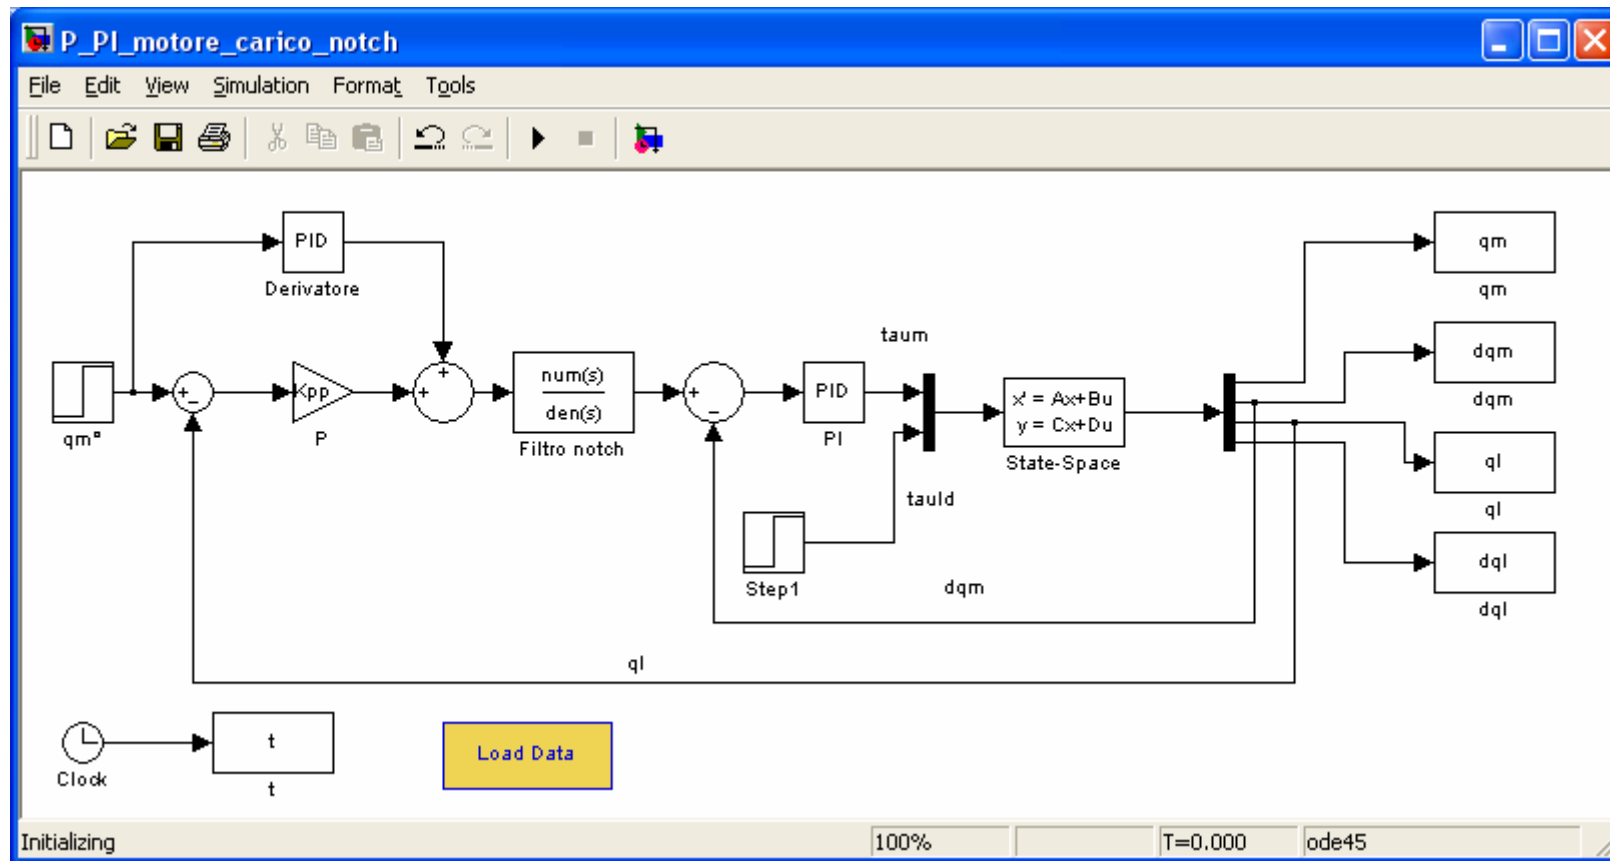 P_PI_motore_carico_notch
File Edit View Simulation Format Tools
PID
Derivatore
qm°
+
-
Kpp
P
+
+
num(s)
den(s)
Filtro notch
+
-
PID
PI
taum
tauld
Step1
x' = Ax+Bu
y = Cx+Du
State-Space
qm
qm
dqm
dqm
ql
ql
dql
dql
dqm
ql
Clock
t
t
Load Data
Initializing 100% T=0.000 ode45